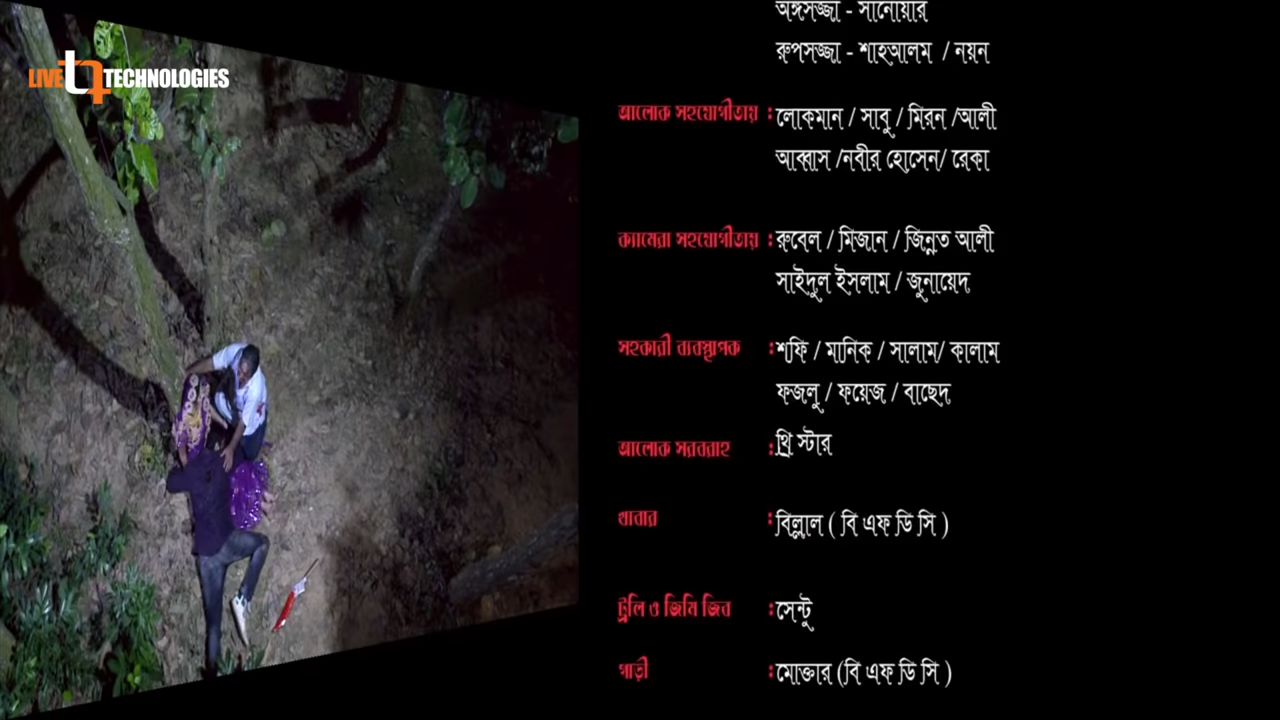 LIVE TECHNOLOGIES
অঙ্গসজ্জা - সানোয়ার
রুপসজ্জা - শাহআলম / নয়ন
আলোক সহযোগীতায় : লোকমান / সাবু / মিরন /আলী
আব্বাস /নবীর হোসেন/ রেকা
ক্যামেরা সহযোগীতায় : রুবেল / মিজান / জিন্নত আলী
সাইদুল ইসলাম / জুনায়েদ
সহকারী ব্যবস্থাপক : শফি / মানিক / সালাম/ কালাম
ফজলু / ফয়েজ / বাছেদ
আলোক সরবরাহ : থ্রি স্টার
খাবার : বিল্লাল ( বি এফ ডি সি )
ট্রলি ও জিমি জিব : সেন্টু
গাড়ী : মোক্তার (বি এফ ডি সি )